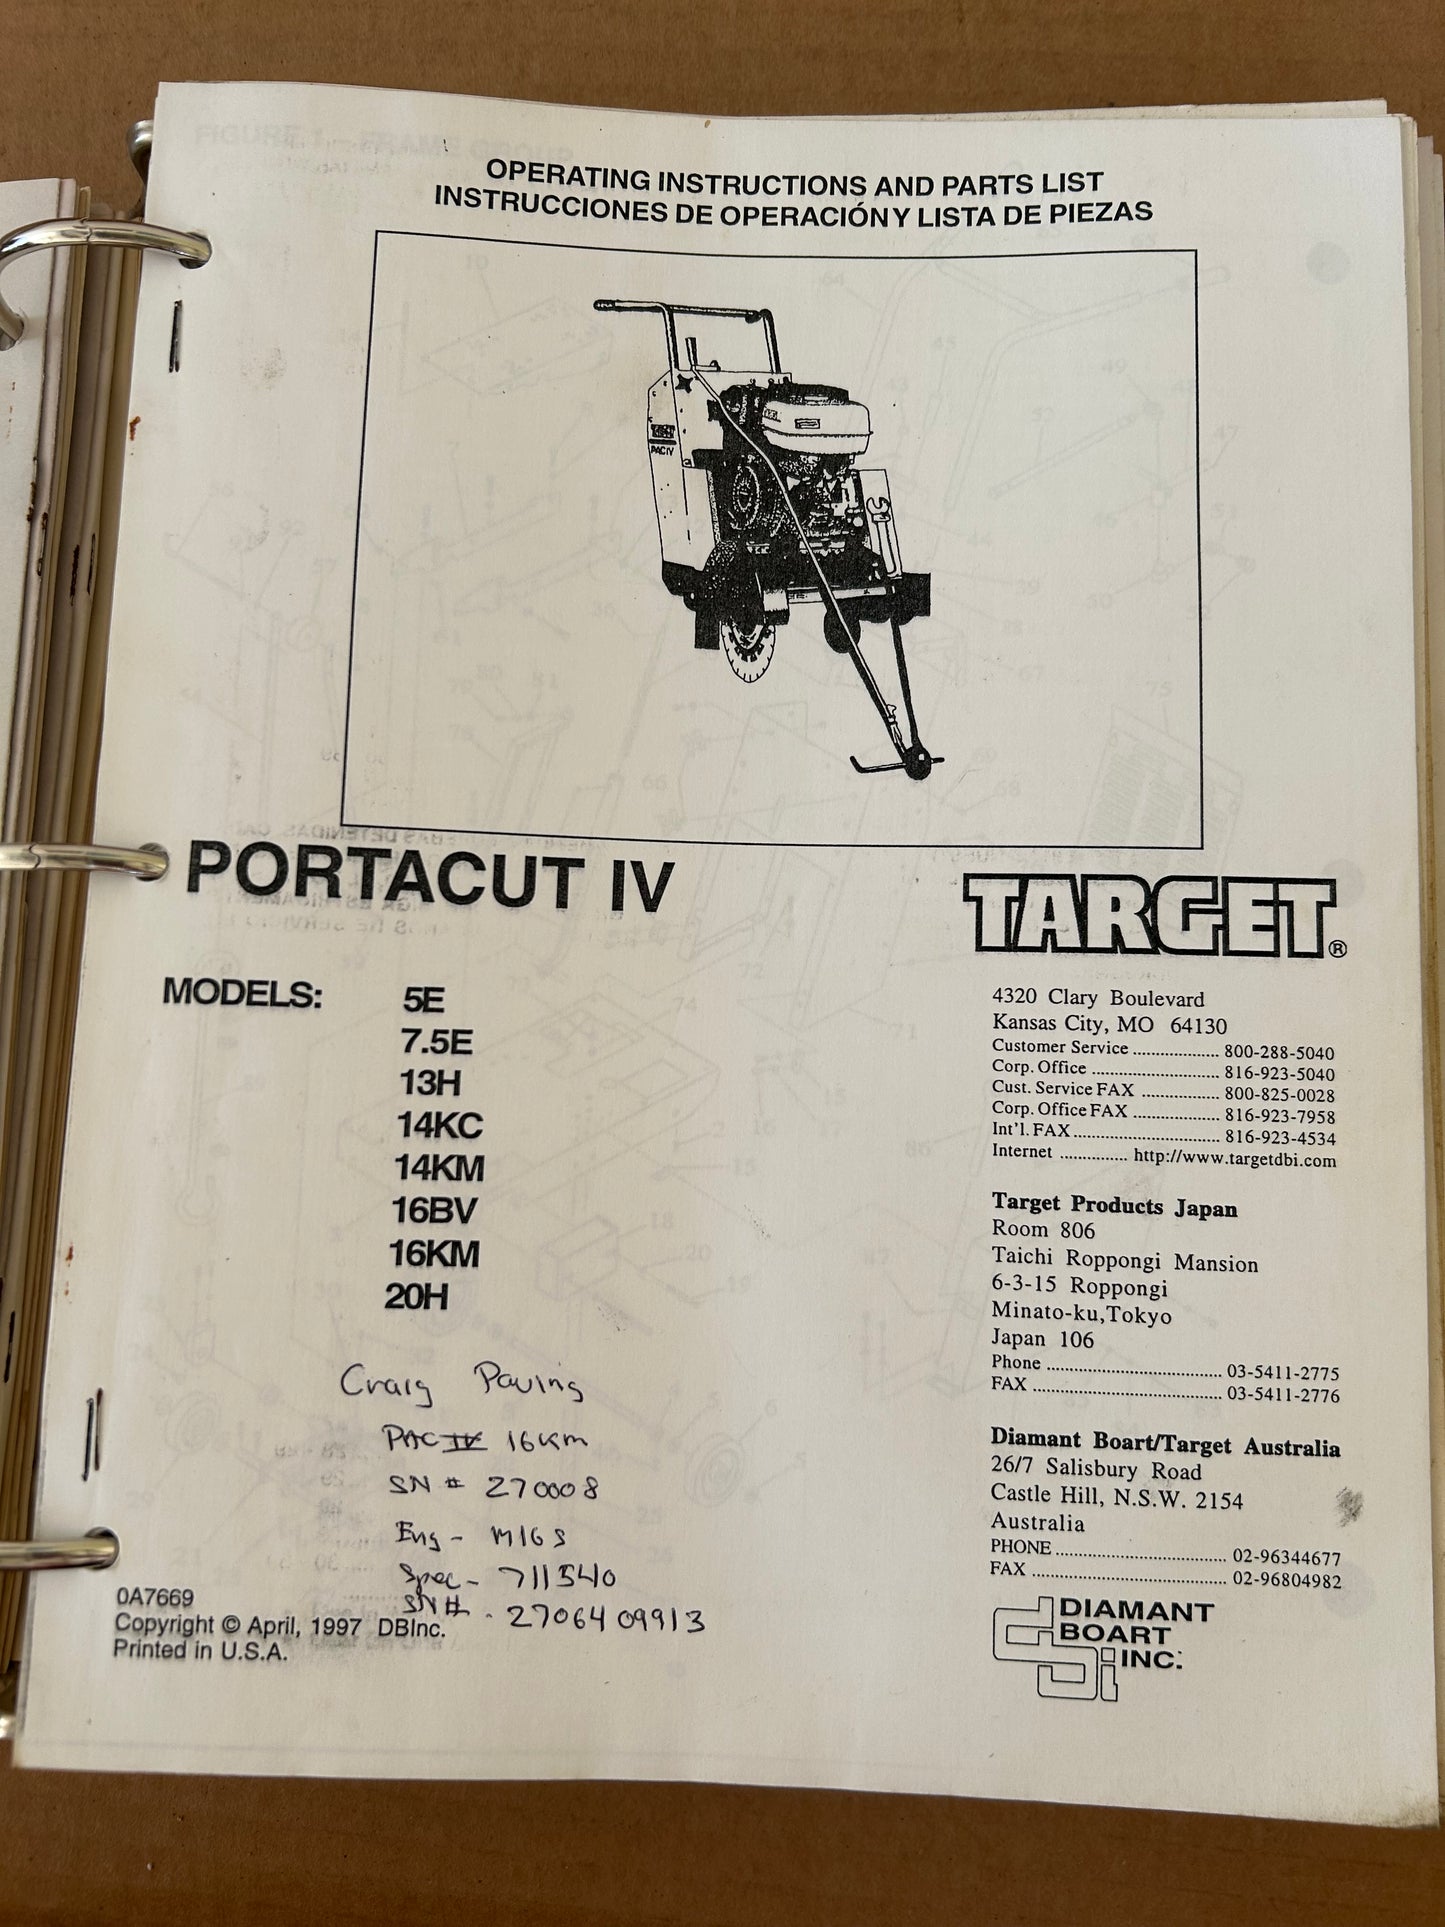 OPERATING INSTRUCTIONS AND PARTS LIST
INSTRUCCIONES DE OPERACIÓN Y LISTA DE PIEZAS
TARGET
PAC IV
PORTACUT IV
MODELS: 5E
7.5E
13H
14KC
14KM
16BV
16KM
20H
Craig Paving
PAC IV 16KM
SN # 270008
Eng - M16S
Spec - 711540
SN# - 2706409913
0A7669
Copyright © April, 1997 DBInc.
Printed in U.S.A.
TARGET®
4320 Clary Boulevard
Kansas City, MO 64130
Customer Service ................... 800-288-5040
Corp. Office ............................ 816-923-5040
Cust. Service FAX ................. 800-825-0028
Corp. Office FAX .................... 816-923-7958
Int'l. FAX................................ 816-923-4534
Internet ............... http://www.targetdbi.com
Target Products Japan
Room 806
Taichi Roppongi Mansion
6-3-15 Roppongi
Minato-ku,Tokyo
Japan 106
Phone ...................................... 03-5411-2775
FAX ......................................... 03-5411-2776
Diamant Boart/Target Australia
26/7 Salisbury Road
Castle Hill, N.S.W. 2154
Australia
PHONE ..................................... 02-96344677
FAX .......................................... 02-96804982
DIAMANT
BOART
INC.